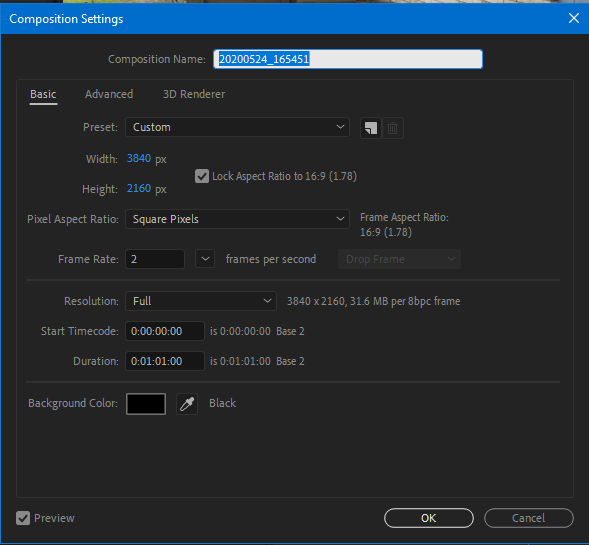 Composition Settings
Composition Name: 20200524_165451
Basic Advanced 3D Renderer
Preset: Custom
Width: 3840 px
Lock Aspect Ratio to 16:9 (1.78)
Height: 2160 px
Pixel Aspect Ratio: Square Pixels
Frame Aspect Ratio:
16:9 (1.78)
Frame Rate: 2 frames per second Drop Frame
Resolution: Full 3840 x 2160, 31.6 MB per 8bpc frame
Start Timecode: 0:00:00:00 is 0:00:00:00 Base 2
Duration: 0:01:01:00 is 0:01:01:00 Base 2
Background Color: Black
Preview OK Cancel